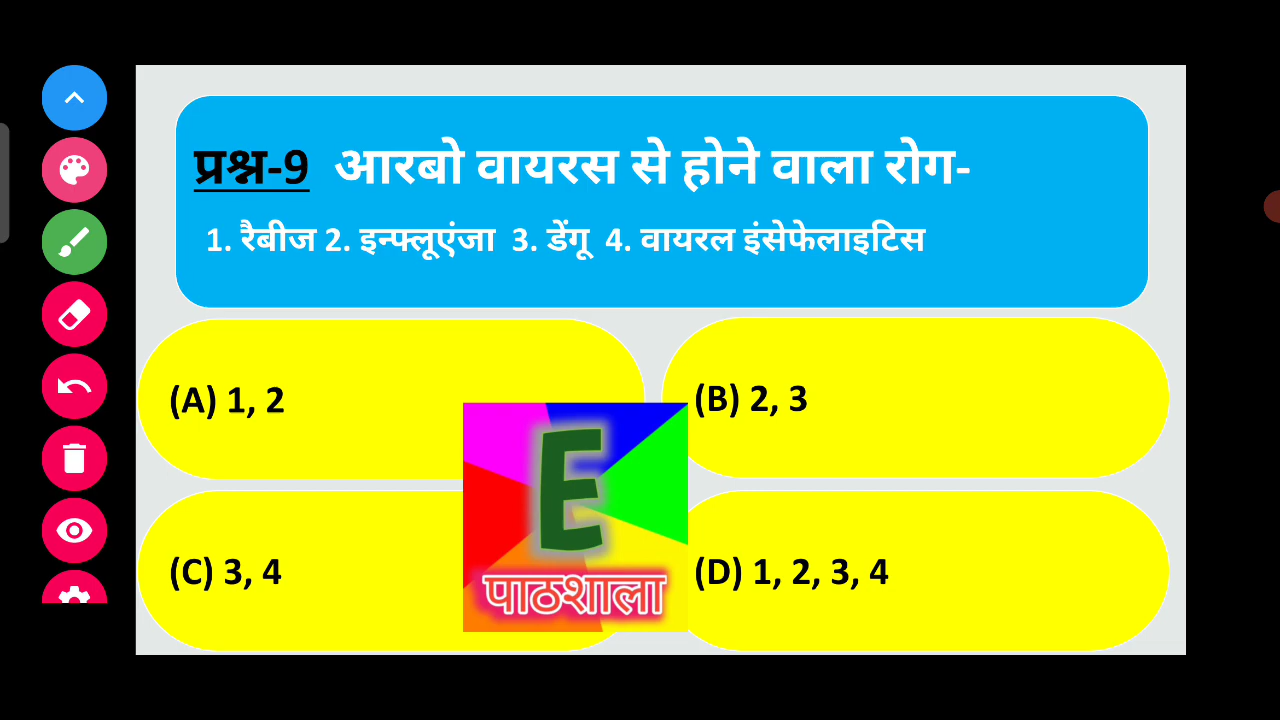 प्रश्न-9 आरबो वायरस से होने वाला रोग-
1. रैबीज 2. इन्फ्लूएंजा 3. डेंगू 4. वायरल इंसेफेलाइटिस
(A) 1, 2
(B) 2, 3
(C) 3, 4
(D) 1, 2, 3, 4
E
पाठशाला